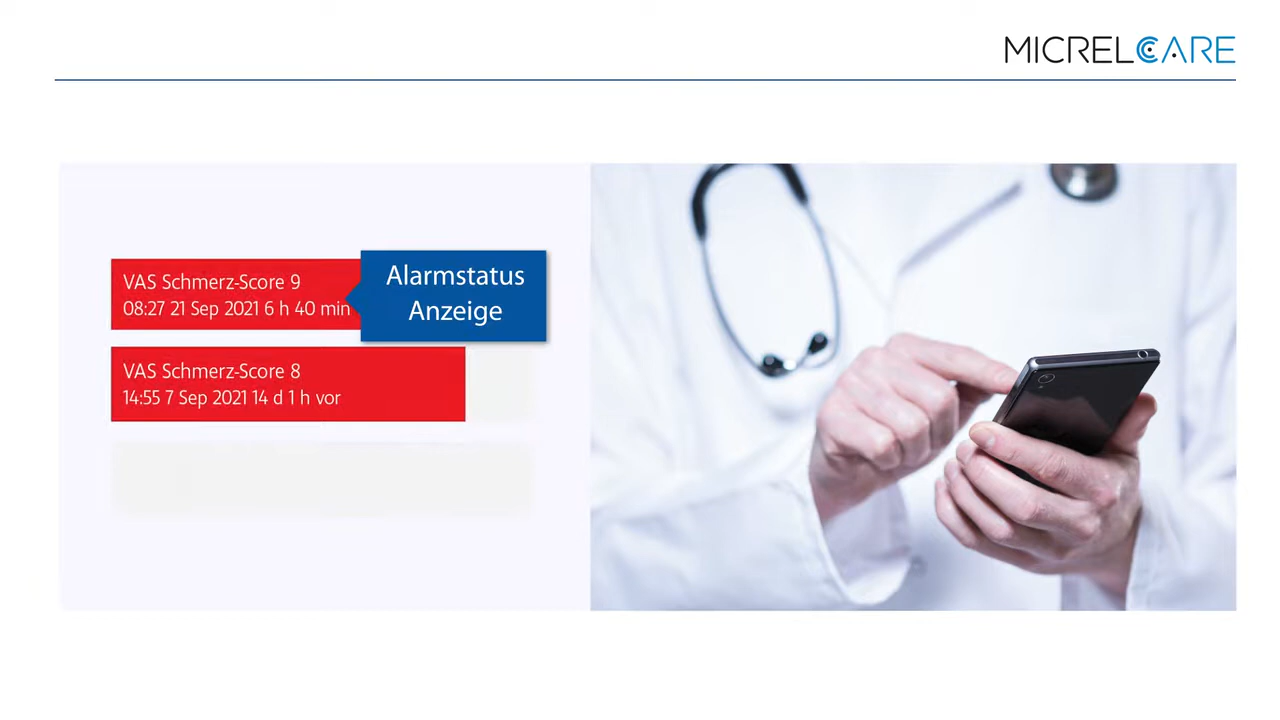 MICRELCARE
VAS Schmerz-Score 9
08:27 21 Sep 2021 6 h 40 min
Alarmstatus
Anzeige
VAS Schmerz-Score 8
14:55 7 Sep 2021 14 d 1 h vor